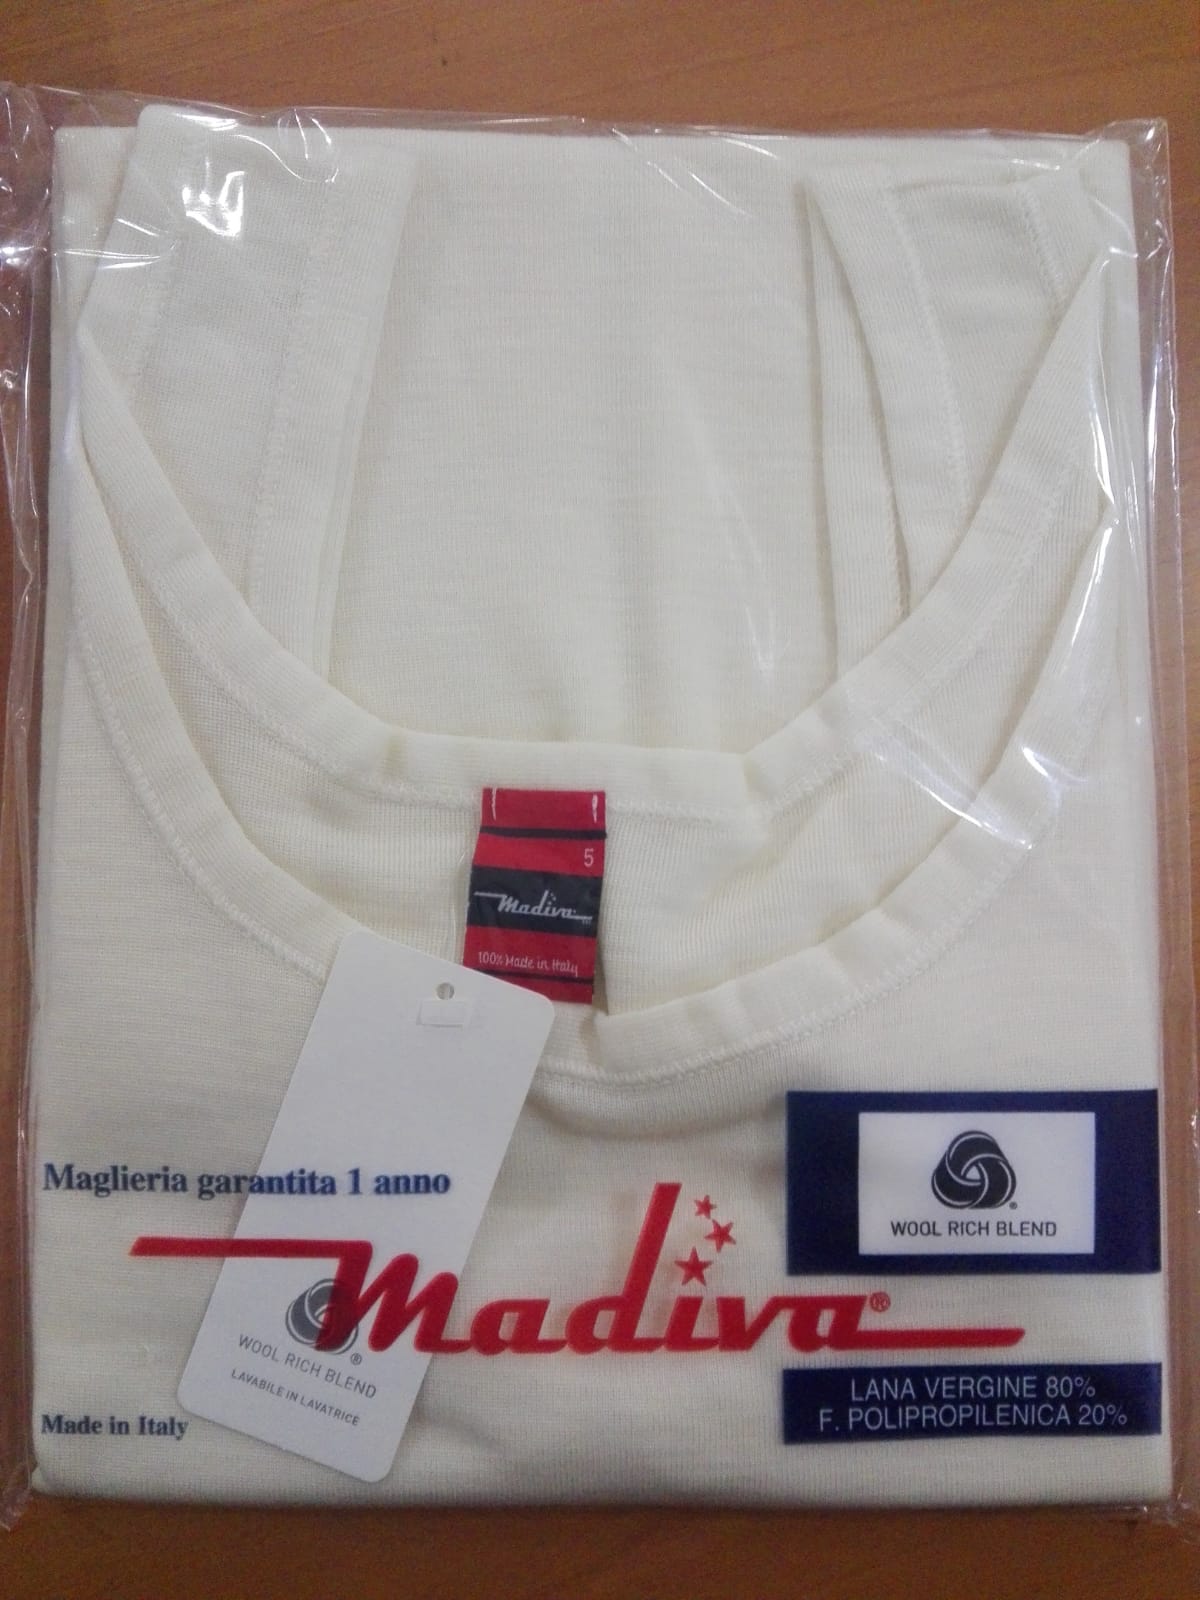 5
Madiva
100% Made in Italy
Maglieria garantita 1 anno
WOOL RICH BLEND
Madiva®
WOOL RICH BLEND
®
LAVABILE IN LAVATRICE
LANA VERGINE 80%
F. POLIPROPILENICA 20%
Made in Italy